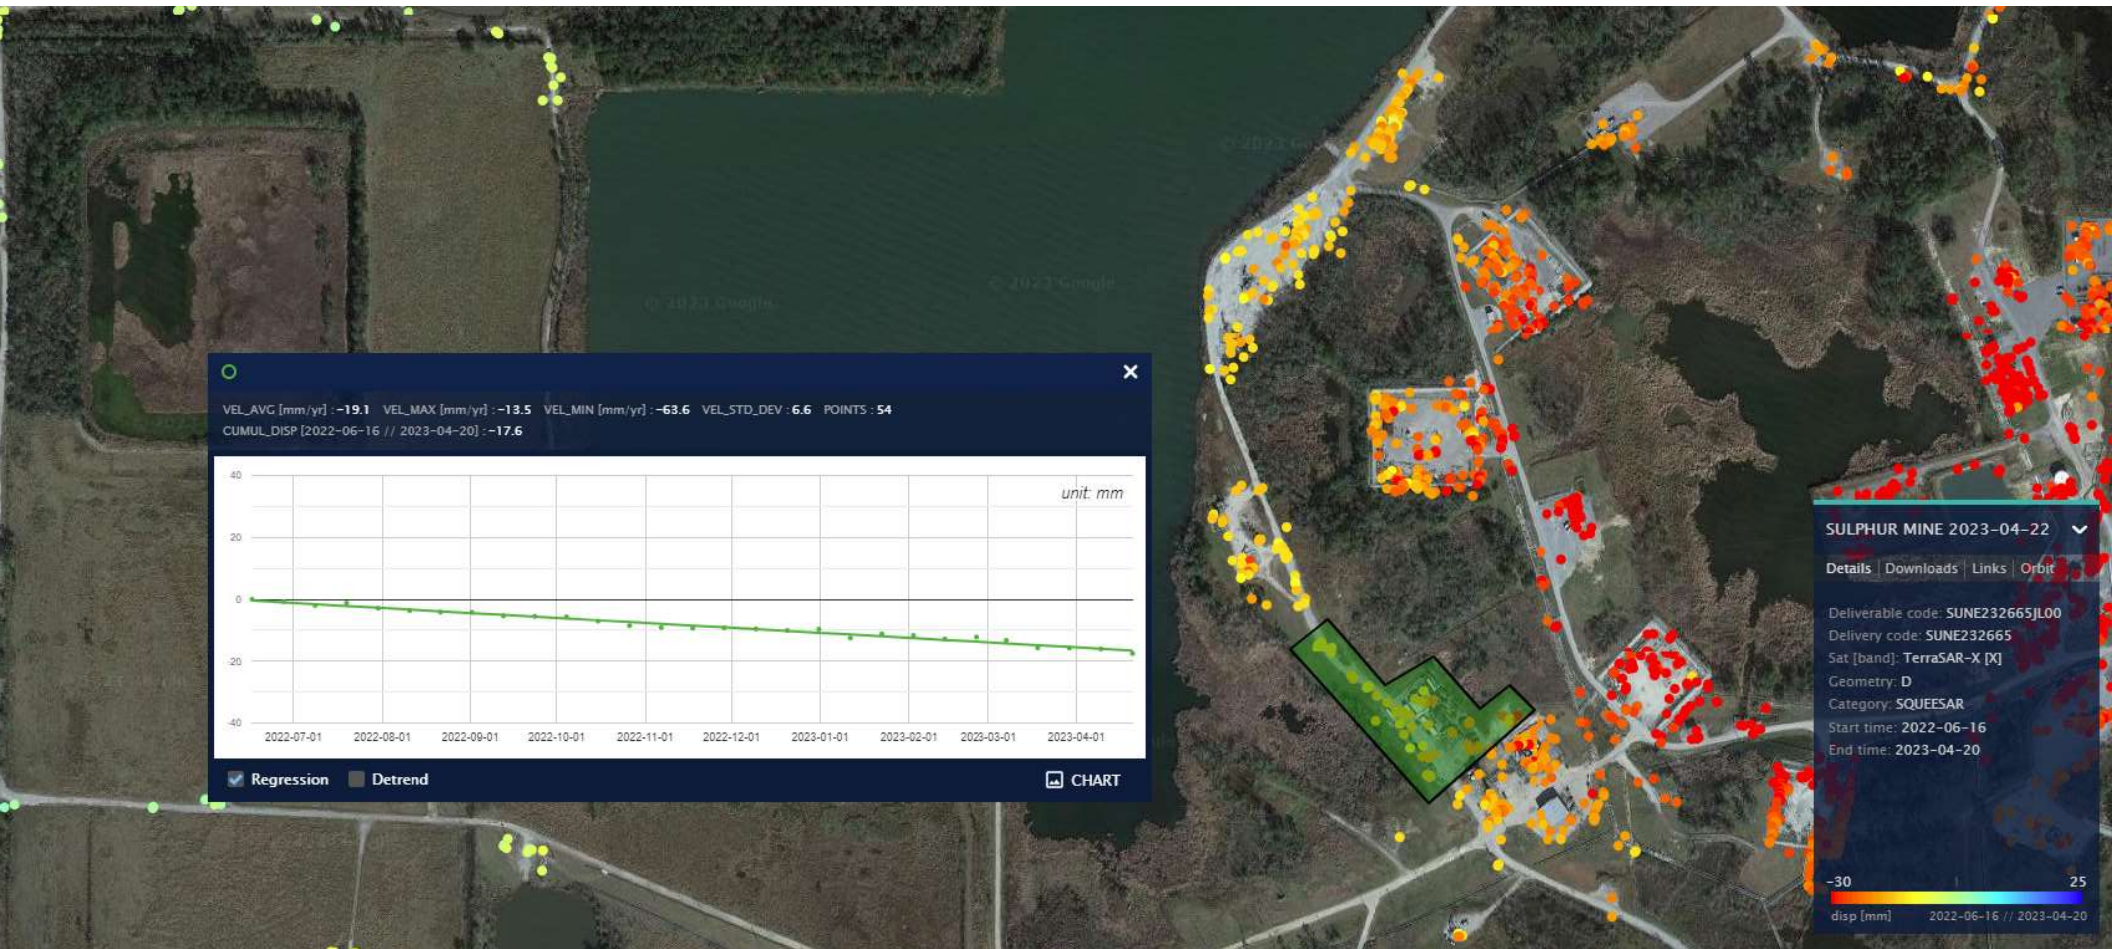 © 2023 Google
© 2023 Google
VEL_AVG [mm/yr] : -19.1 VEL_MAX [mm/yr] : -13.5 VEL_MIN [mm/yr] : -63.6 VEL_STD_DEV : 6.6 POINTS : 54
CUMUL_DISP [2022-06-16 // 2023-04-20] : -17.6
unit: mm
40
20
0
-20
-40
2022-07-01 2022-08-01 2022-09-01 2022-10-01 2022-11-01 2022-12-01 2023-01-01 2023-02-01 2023-03-01 2023-04-01
Regression Detrend CHART
SULPHUR MINE 2023-04-22
Details | Downloads | Links | Orbit
Deliverable code: SUNE232665JL00
Delivery code: SUNE232665
Sat [band]: TerraSAR-X [X]
Geometry: D
Category: SQUEESAR
Start time: 2022-06-16
End time: 2023-04-20
-30 25
disp [mm] 2022-06-16 // 2023-04-20